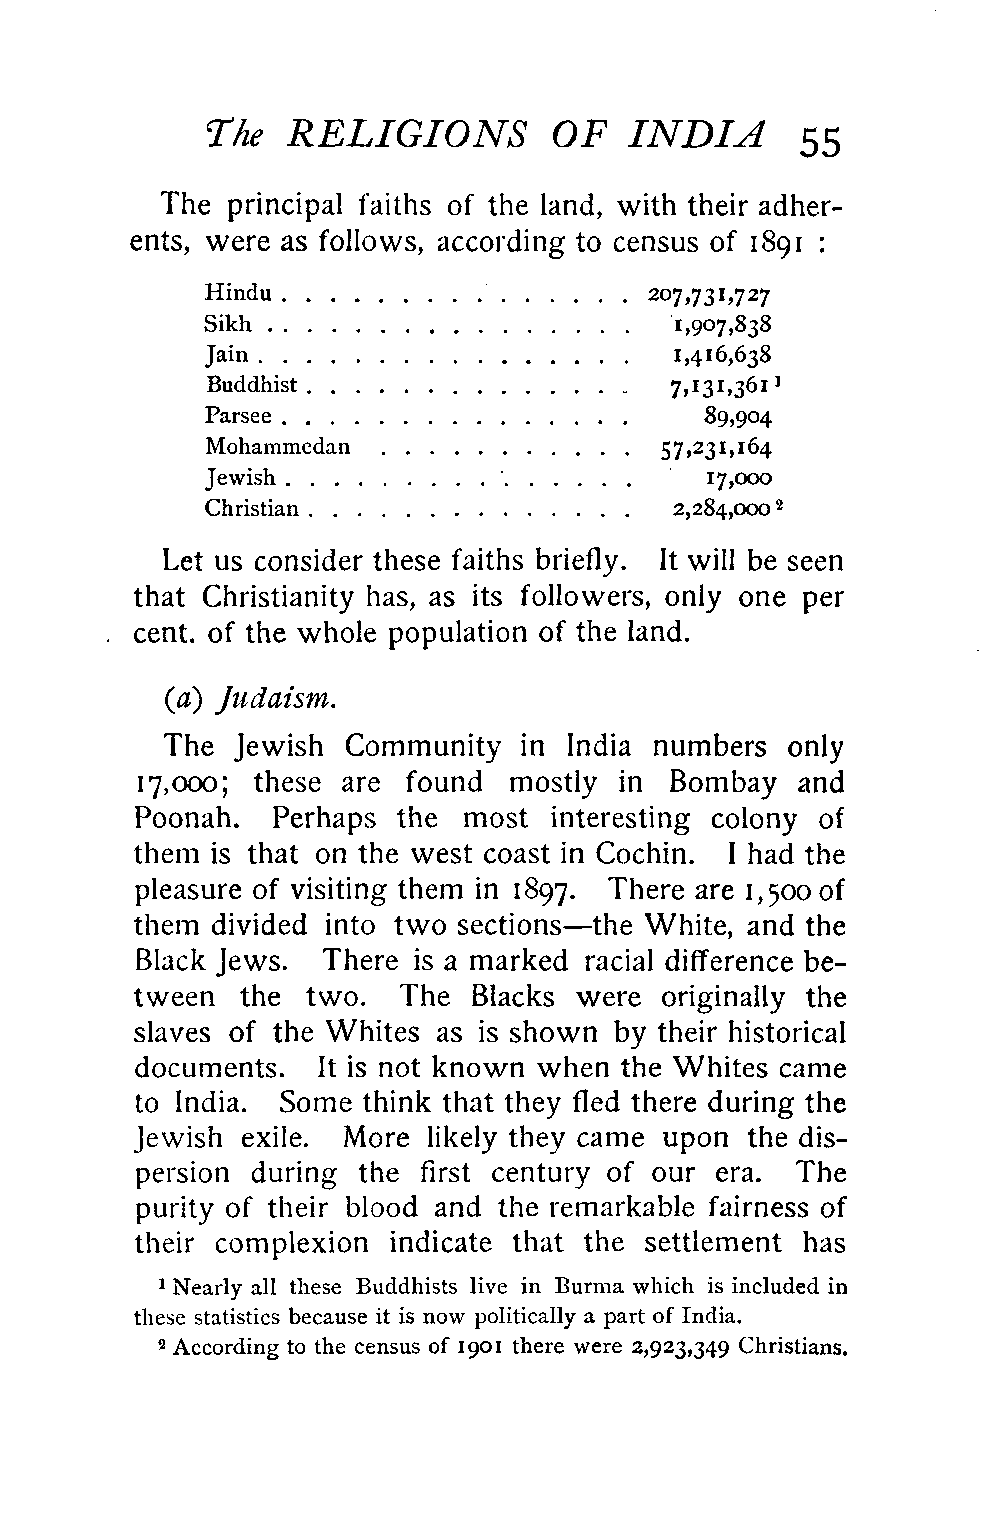 The RELIGIONS OF INDIA 55
The principal faiths of the land, with their adher-
ents, were as follows, according to census of 1891 :
Hindu . . . . . . . . . . . . . . . 207,731,727
Sikh . . . . . . . . . . . . . . . . 1,907,838
Jain . . . . . . . . . . . . . . . . 1,416,638
Buddhist . . . . . . . . . . . . . . 7,131,361 ¹
Parsee . . . . . . . . . . . . . . . 89,904
Mohammedan . . . . . . . . . . . 57,231,164
Jewish . . . . . . . . . . . . . . . 17,000
Christian . . . . . . . . . . . . . . 2,284,000 ²
Let us consider these faiths briefly. It will be seen
that Christianity has, as its followers, only one per
cent. of the whole population of the land.
(a) Judaism.
The Jewish Community in India numbers only
17,000; these are found mostly in Bombay and
Poonah. Perhaps the most interesting colony of
them is that on the west coast in Cochin. I had the
pleasure of visiting them in 1897. There are 1,500 of
them divided into two sections—the White, and the
Black Jews. There is a marked racial difference be-
tween the two. The Blacks were originally the
slaves of the Whites as is shown by their historical
documents. It is not known when the Whites came
to India. Some think that they fled there during the
Jewish exile. More likely they came upon the dis-
persion during the first century of our era. The
purity of their blood and the remarkable fairness of
their complexion indicate that the settlement has
¹ Nearly all these Buddhists live in Burma which is included in
these statistics because it is now politically a part of India.
² According to the census of 1901 there were 2,923,349 Christians.